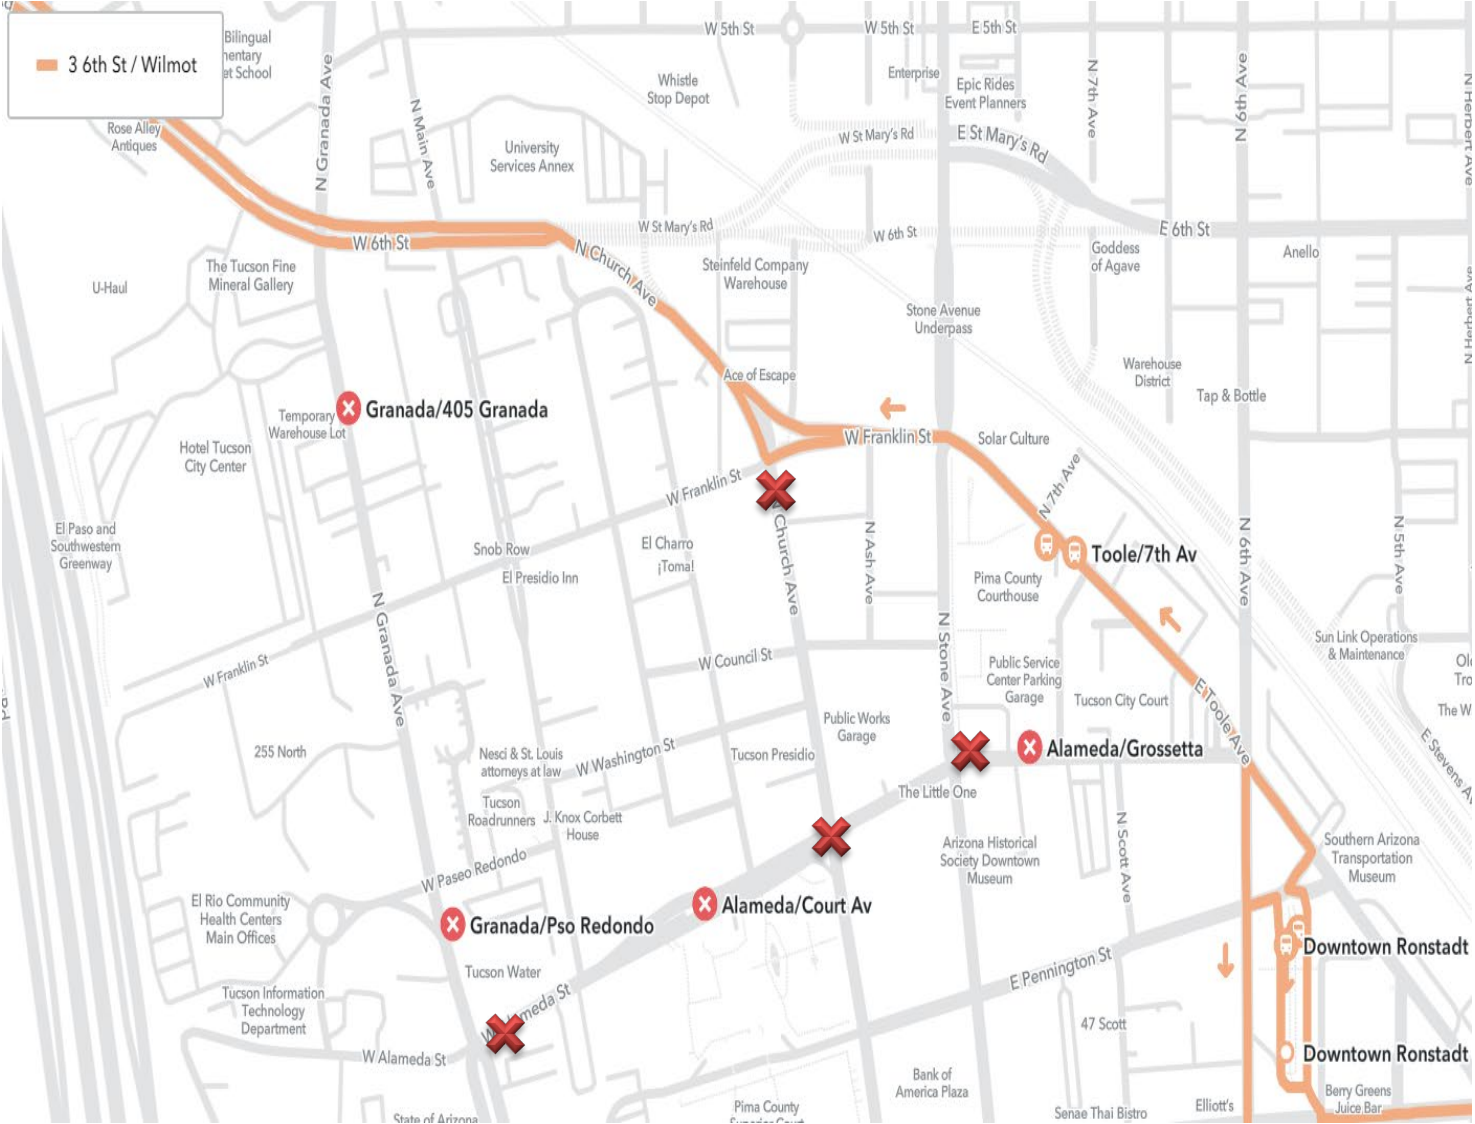 3 6th St / Wilmot
Bilingual
et School
Rose Alley
Antiques
N Granada Ave
N Main Ave
University
Services Annex
Whistle
Stop Depot
W 5th St
W 5th St
E 5th St
Enterprise
Epic Rides
Event Planners
N 7th Ave
N 6th Ave
N Herbert Ave
W St Mary's Rd
E St Mary's Rd
W St Mary's Rd
W 6th St
W 6th St
E 6th St
N Church Ave
The Tucson Fine
Mineral Gallery
U-Haul
Steinfeld Company
Warehouse
Goddess
of Agave
Anello
N Herbert Ave
Stone Avenue
Underpass
Warehouse
District
Tap & Bottle
Ace of Escape
Granada/405 Granada
Temporary
Warehouse Lot
Hotel Tucson
City Center
W Franklin St
Solar Culture
W Franklin St
N 7th Ave
El Paso and
Southwestern
Greenway
Snob Row
El Presidio Inn
El Charro
¡Toma!
N Church Ave
N Ash Ave
Toole/7th Av
Pima County
Courthouse
N 6th Ave
N 5th Ave
N Granada Ave
W Franklin St
W Council St
N Stone Ave
Public Service
Center Parking
Garage
Tucson City Court
E Toole Ave
Sun Link Operations
& Maintenance
The W
255 North
Nesci & St. Louis
attorneys at law
W Washington St
Tucson Presidio
Public Works
Garage
Alameda/Grossetta
E Stevens A
The Little One
Tucson
Roadrunners
J. Knox Corbett
House
Arizona Historical
Society Downtown
Museum
N Scott Ave
Southern Arizona
Transportation
Museum
W Paseo Redondo
El Rio Community
Health Centers
Main Offices
Granada/Pso Redondo
Alameda/Court Av
Downtown Ronstadt
Tucson Water
E Pennington St
Tucson Information
Technology
Department
ameda St
47 Scott
W Alameda St
Downtown Ronstadt
Bank of
America Plaza
Berry Greens
Juice Bar
State of Arizona
Pima County
Superior Court
Senae Thai Bistro
Elliott's